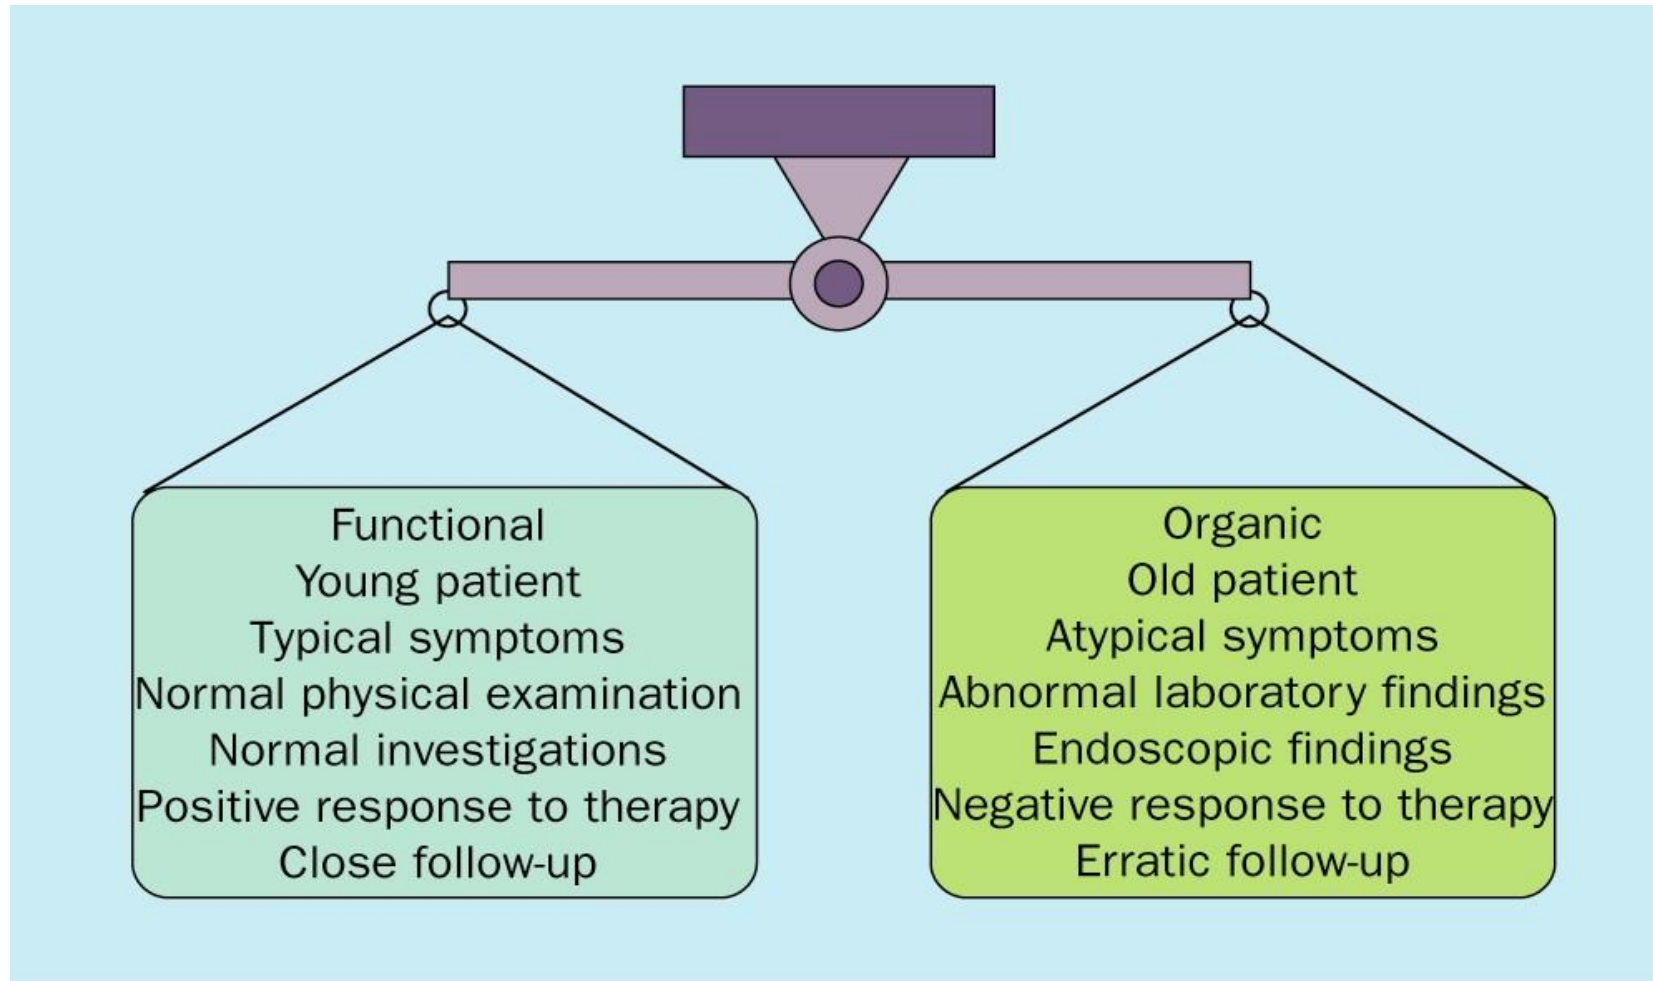 Functional
Young patient
Typical symptoms
Normal physical examination
Normal investigations
Positive response to therapy
Close follow-up
Organic
Old patient
Atypical symptoms
Abnormal laboratory findings
Endoscopic findings
Negative response to therapy
Erratic follow-up